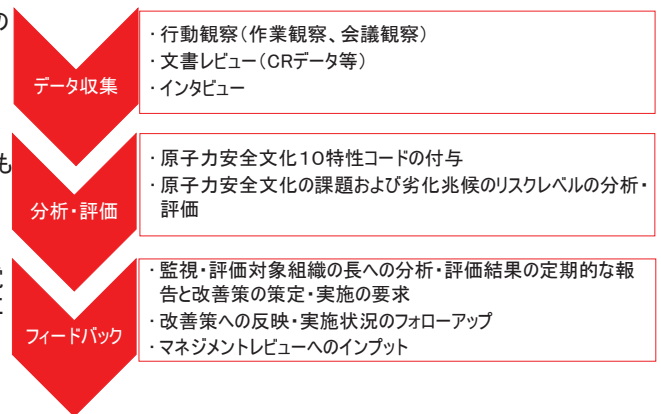 の
データ収集
・行動観察(作業観察、会議観察)
・文書レビュー(CRデータ等)
・インタビュー
も
分析・評価
・原子力安全文化10特性コードの付与
・原子力安全文化の課題および劣化兆候のリスクレベルの分析・
評価
フィードバック
・監視・評価対象組織の長への分析・評価結果の定期的な報
告と改善策の策定・実施の要求
・改善策への反映・実施状況のフォローアップ
・マネジメントレビューへのインプット